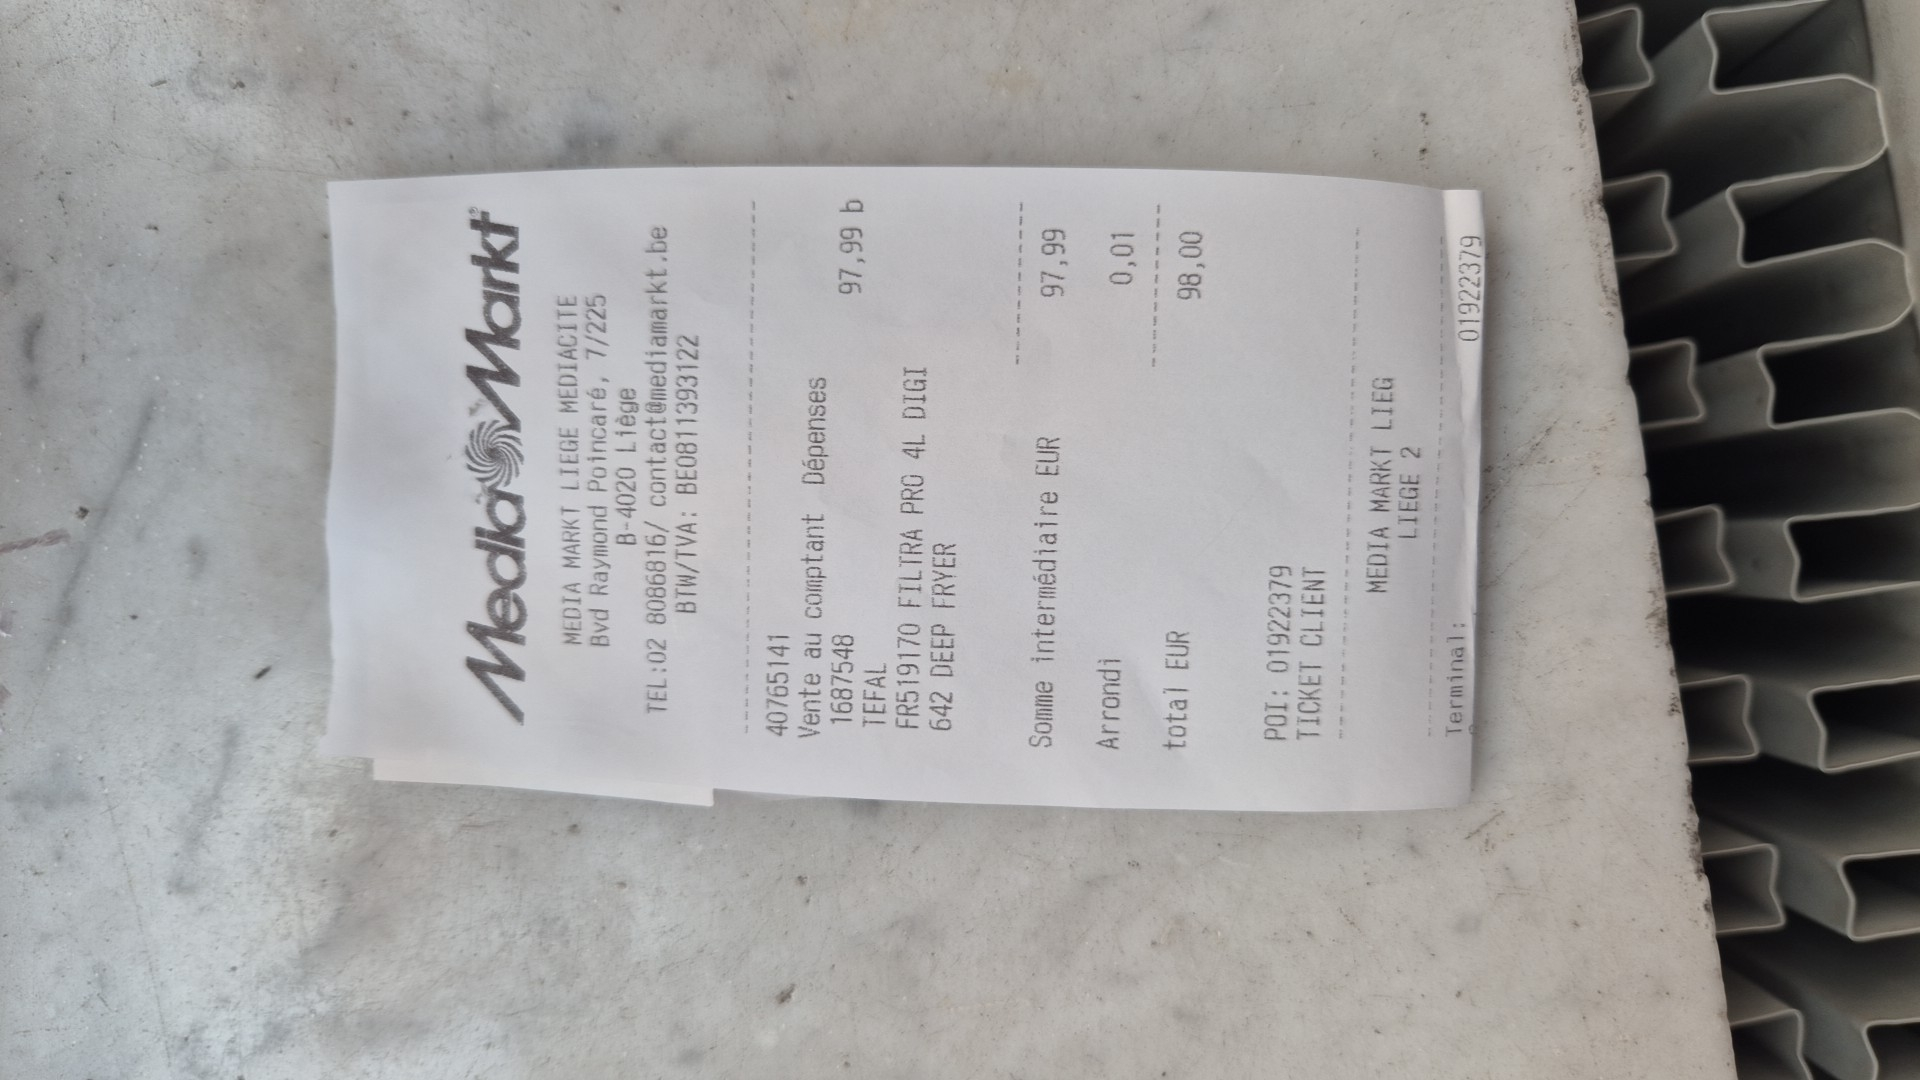 MediaMarkt®
MEDIA MARKT LIEGE MEDIACITE
Bvd Raymond Poincaré, 7/225
B-4020 Liège
TEL:02 8086816/ contact@mediamarkt.be
BTW/TVA: BE0811393122
40765141
Vente au comptant Dépenses
1687548 97,99 b
TEFAL
FR519170 FILTRA PRO 4L DIGI
642 DEEP FRYER
Somme intermédiaire EUR 97,99
Arrondi 0,01
total EUR 98,00
POI: 01922379
TICKET CLIENT
MEDIA MARKT LIEG
LIEGE 2
Terminal: 01922379